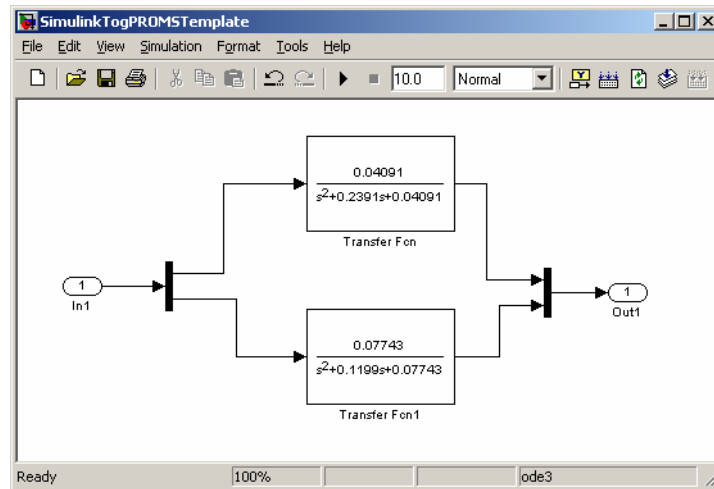 SimulinkTogPROMSTemplate
File Edit View Simulation Format Tools Help
10.0 Normal
0.04091
s²+0.2391s+0.04091
Transfer Fcn
1
In1
1
Out1
0.07743
s²+0.1199s+0.07743
Transfer Fcn1
Ready 100% ode3